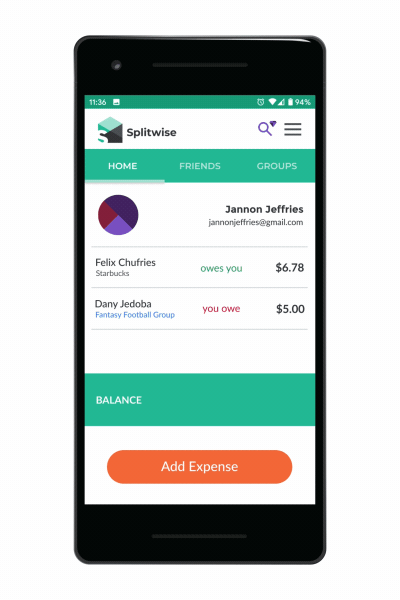 11:36
94%
Splitwise
HOME FRIENDS GROUPS
Jannon Jeffries
jannonjeffries@gmail.com
Felix Chufries owes you $6.78
Starbucks
Dany Jedoba you owe $5.00
Fantasy Football Group
BALANCE
Add Expense